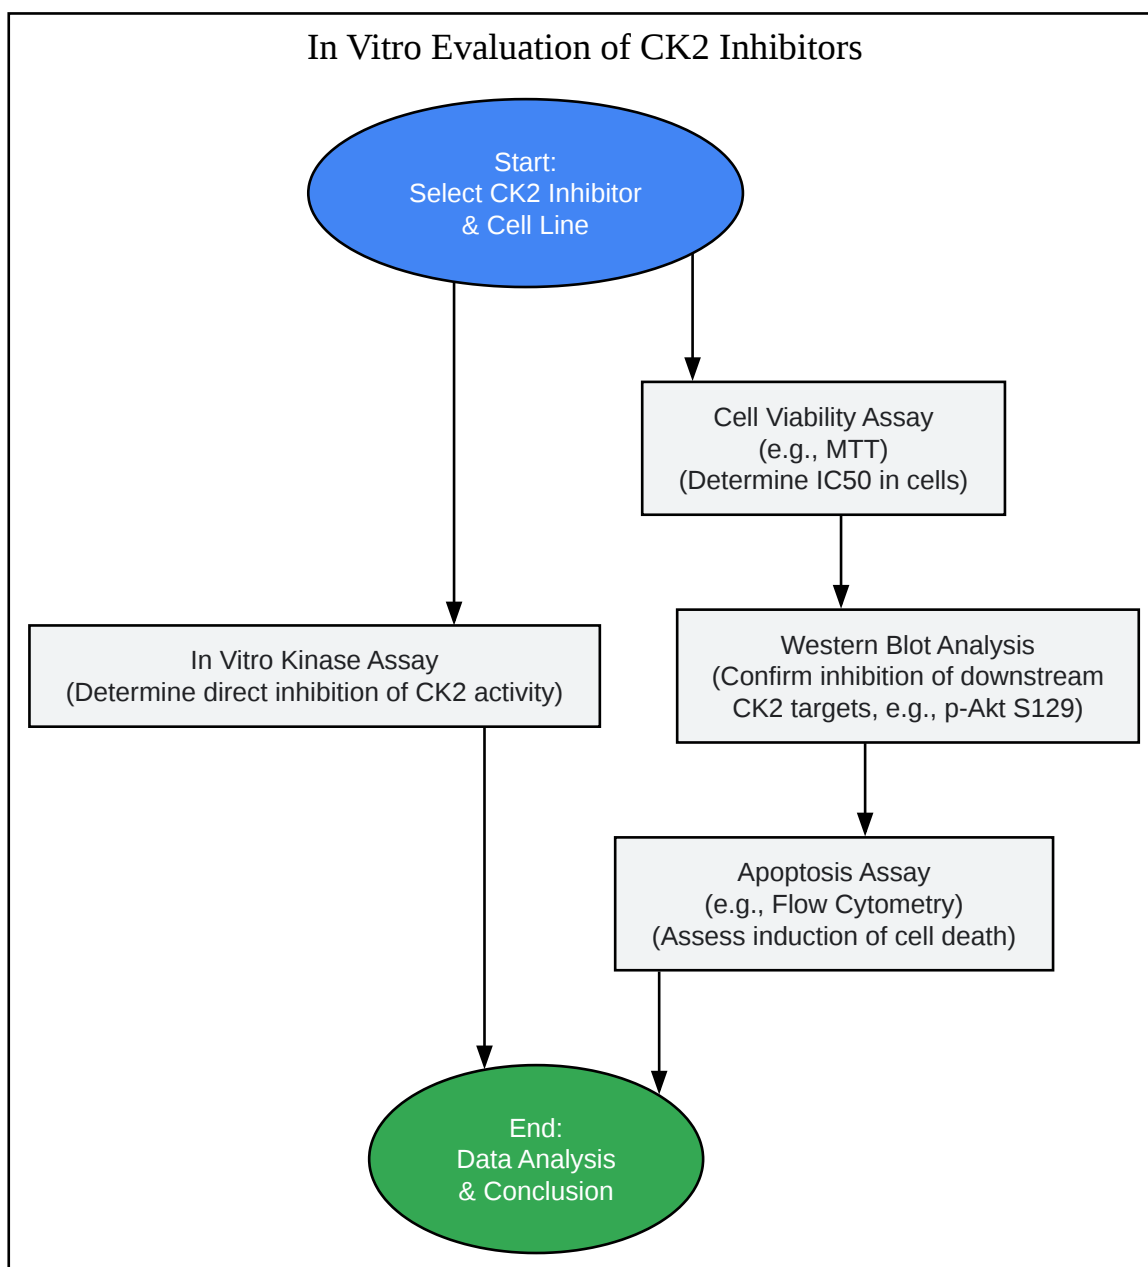 In Vitro Evaluation of CK2 Inhibitors
Start:
Select CK2 Inhibitor
& Cell Line
Cell Viability Assay
(e.g., MTT)
(Determine IC50 in cells)
In Vitro Kinase Assay
(Determine direct inhibition of CK2 activity)
Western Blot Analysis
(Confirm inhibition of downstream
CK2 targets, e.g., p-Akt S129)
Apoptosis Assay
(e.g., Flow Cytometry)
(Assess induction of cell death)
End:
Data Analysis
& Conclusion